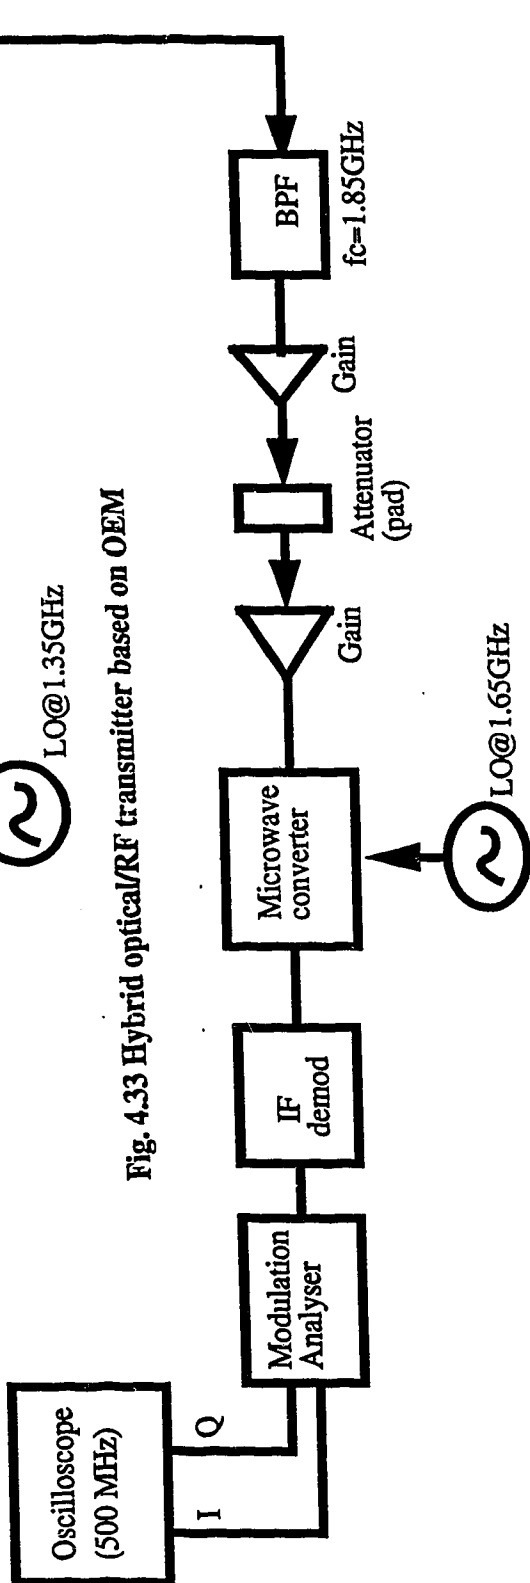 LO@1.35GHz
Fig. 4.33 Hybrid optical/RF transmitter based on OEM
Oscilloscope
(500 MHz)
I
Q
Modulation
Analyser
IF
demod
Microwave
converter
LO@1.65GHz
Gain
Attenuator
(pad)
Gain
BPF
fc=1.85GHz